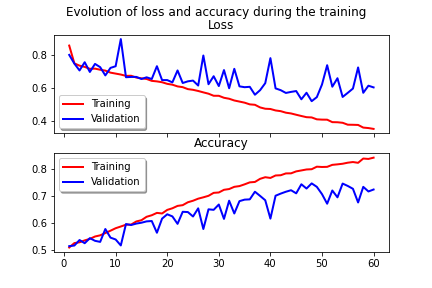 Evolution of loss and accuracy during the training
Loss
0.8
0.6
0.4
Training
Validation
Accuracy
0.8
0.7
0.6
0.5
Training
Validation
0 10 20 30 40 50 60